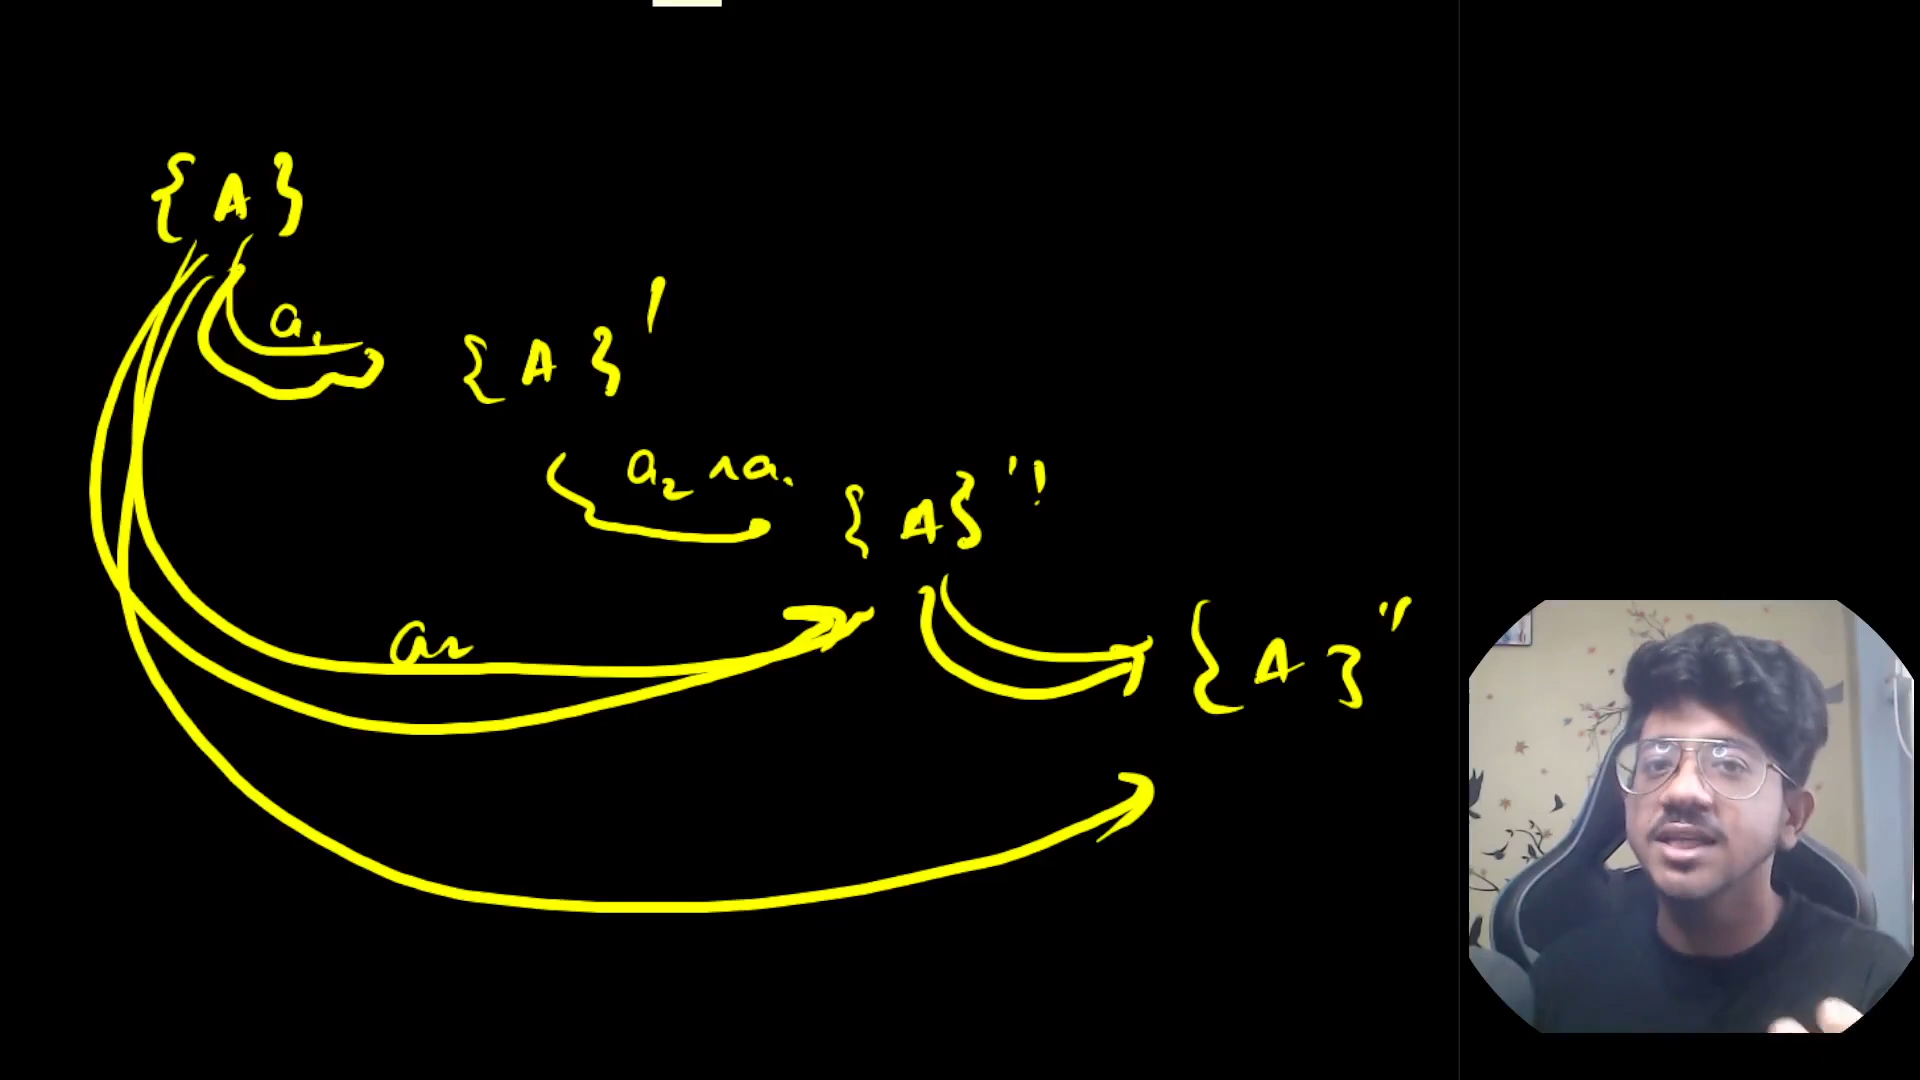 {A}
a₁
{A}'
a₂ ^ a₁
{A}''
a₂
{A}''